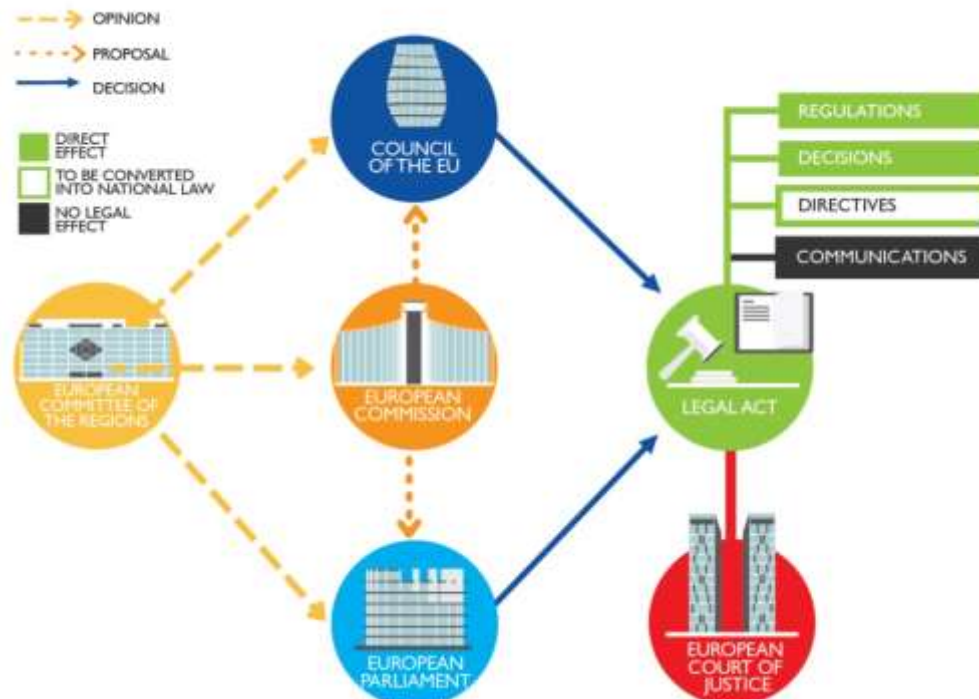 OPINION
PROPOSAL
DECISION
DIRECT
EFFECT
TO BE CONVERTED
INTO NATIONAL LAW
NO LEGAL
EFFECT
COUNCIL
OF THE EU
REGULATIONS
DECISIONS
DIRECTIVES
COMMUNICATIONS
EUROPEAN
COMMITTEE OF
THE REGIONS
EUROPEAN
COMMISSION
LEGAL ACT
EUROPEAN
PARLIAMENT
EUROPEAN
COURT OF
JUSTICE